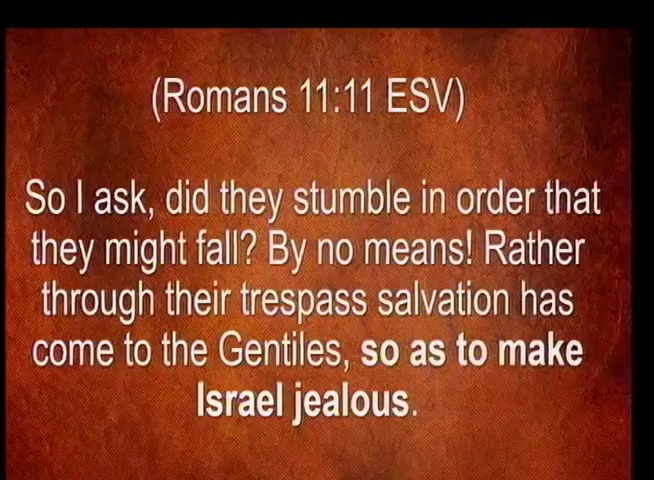 (Romans 11:11 ESV)
So I ask, did they stumble in order that
they might fall? By no means! Rather
through their trespass salvation has
come to the Gentiles, so as to make
Israel jealous.